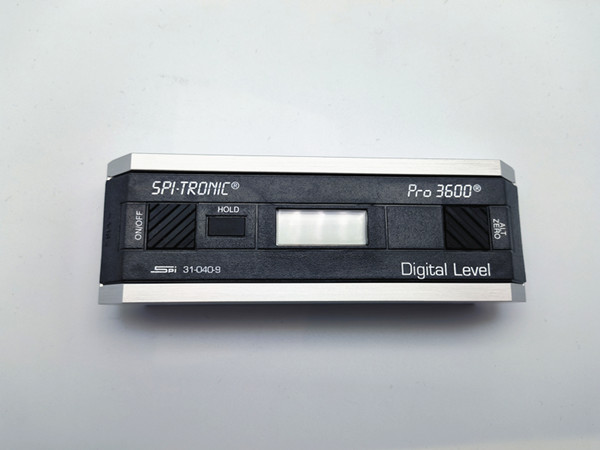 SPI-TRONIC® Pro 3600®
ON/OFF HOLD ALT ZERO
SPI 31-040-9 Digital Level